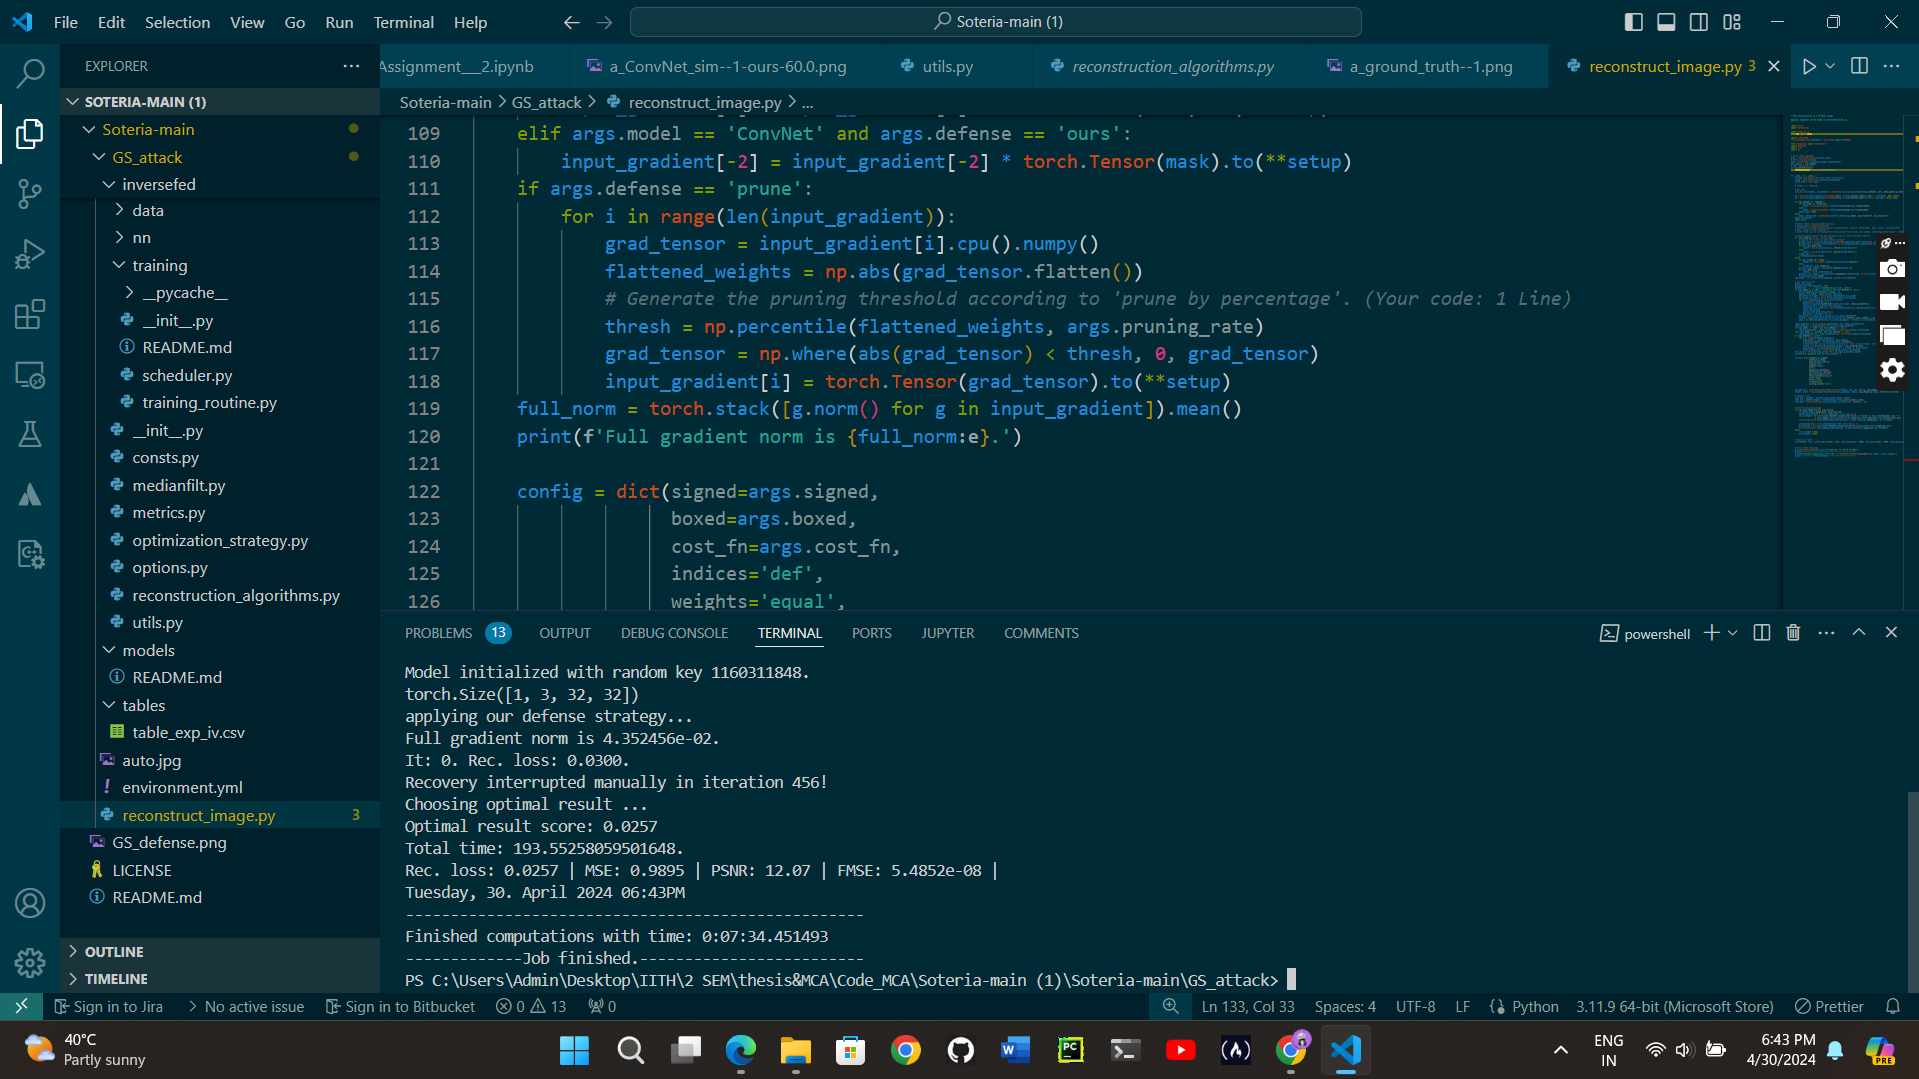 File Edit Selection View Go Run Terminal Help
Soteria-main (1)
EXPLORER
SOTERIA-MAIN (1)
Soteria-main
GS_attack
inversefed
data
nn
training
__pycache__
__init__.py
README.md
scheduler.py
training_routine.py
__init__.py
consts.py
medianfilt.py
metrics.py
optimization_strategy.py
options.py
reconstruction_algorithms.py
utils.py
models
README.md
tables
table_exp_iv.csv
auto.jpg
environment.yml
reconstruct_image.py 3
GS_defense.png
LICENSE
README.md
OUTLINE
TIMELINE
Assignment___2.ipynb a_ConvNet_sim--1-ours-60.0.png utils.py reconstruction_algorithms.py a_ground_truth--1.png reconstruct_image.py 3
Soteria-main > GS_attack > reconstruct_image.py > ...
109 elif args.model == 'ConvNet' and args.defense == 'ours':
110 input_gradient[-2] = input_gradient[-2] * torch.Tensor(mask).to(**setup)
111 if args.defense == 'prune':
112 for i in range(len(input_gradient)):
113 grad_tensor = input_gradient[i].cpu().numpy()
114 flattened_weights = np.abs(grad_tensor.flatten())
115 # Generate the pruning threshold according to 'prune by percentage'. (Your code: 1 Line)
116 thresh = np.percentile(flattened_weights, args.pruning_rate)
117 grad_tensor = np.where(abs(grad_tensor) < thresh, 0, grad_tensor)
118 input_gradient[i] = torch.Tensor(grad_tensor).to(**setup)
119 full_norm = torch.stack([g.norm() for g in input_gradient]).mean()
120 print(f'Full gradient norm is {full_norm:e}.')
121
122 config = dict(signed=args.signed,
123 boxed=args.boxed,
124 cost_fn=args.cost_fn,
125 indices='def',
126 weights='equal',
PROBLEMS 13 OUTPUT DEBUG CONSOLE TERMINAL PORTS JUPYTER COMMENTS
powershell
Model initialized with random key 1160311848.
torch.Size([1, 3, 32, 32])
applying our defense strategy...
Full gradient norm is 4.352456e-02.
It: 0. Rec. loss: 0.0300.
Recovery interrupted manually in iteration 456!
Choosing optimal result ...
Optimal result score: 0.0257
Total time: 193.55258059501648.
Rec. loss: 0.0257 | MSE: 0.9895 | PSNR: 12.07 | FMSE: 5.4852e-08 |
Tuesday, 30. April 2024 06:43PM
---------------------------------------------------
Finished computations with time: 0:07:34.451493
-------------Job finished.-------------------------
PS C:\Users\Admin\Desktop\IITH\2 SEM\thesis&MCA\Code_MCA\Soteria-main (1)\Soteria-main\GS_attack>
Sign in to Jira No active issue Sign in to Bitbucket 0 13 0
Ln 133, Col 33 Spaces: 4 UTF-8 LF Python 3.11.9 64-bit (Microsoft Store) Prettier
40°C
Partly sunny
ENG
IN
6:43 PM
4/30/2024